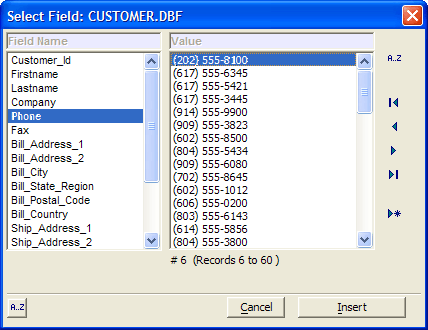 Select Field: CUSTOMER.DBF
Field Name
Customer_Id
Firstname
Lastname
Company
Phone
Fax
Bill_Address_1
Bill_Address_2
Bill_City
Bill_State_Region
Bill_Postal_Code
Bill_Country
Ship_Address_1
Ship_Address_2
Value
(202) 555-8100
(617) 555-6345
(617) 555-5421
(617) 555-3445
(914) 555-9900
(909) 555-3823
(602) 555-8500
(804) 555-5434
(909) 555-6080
(702) 555-8645
(602) 555-1012
(606) 555-0200
(803) 555-6143
(614) 555-5856
(804) 555-3800
# 6 (Records 6 to 60 )
A..Z
A..Z
Cancel
Insert